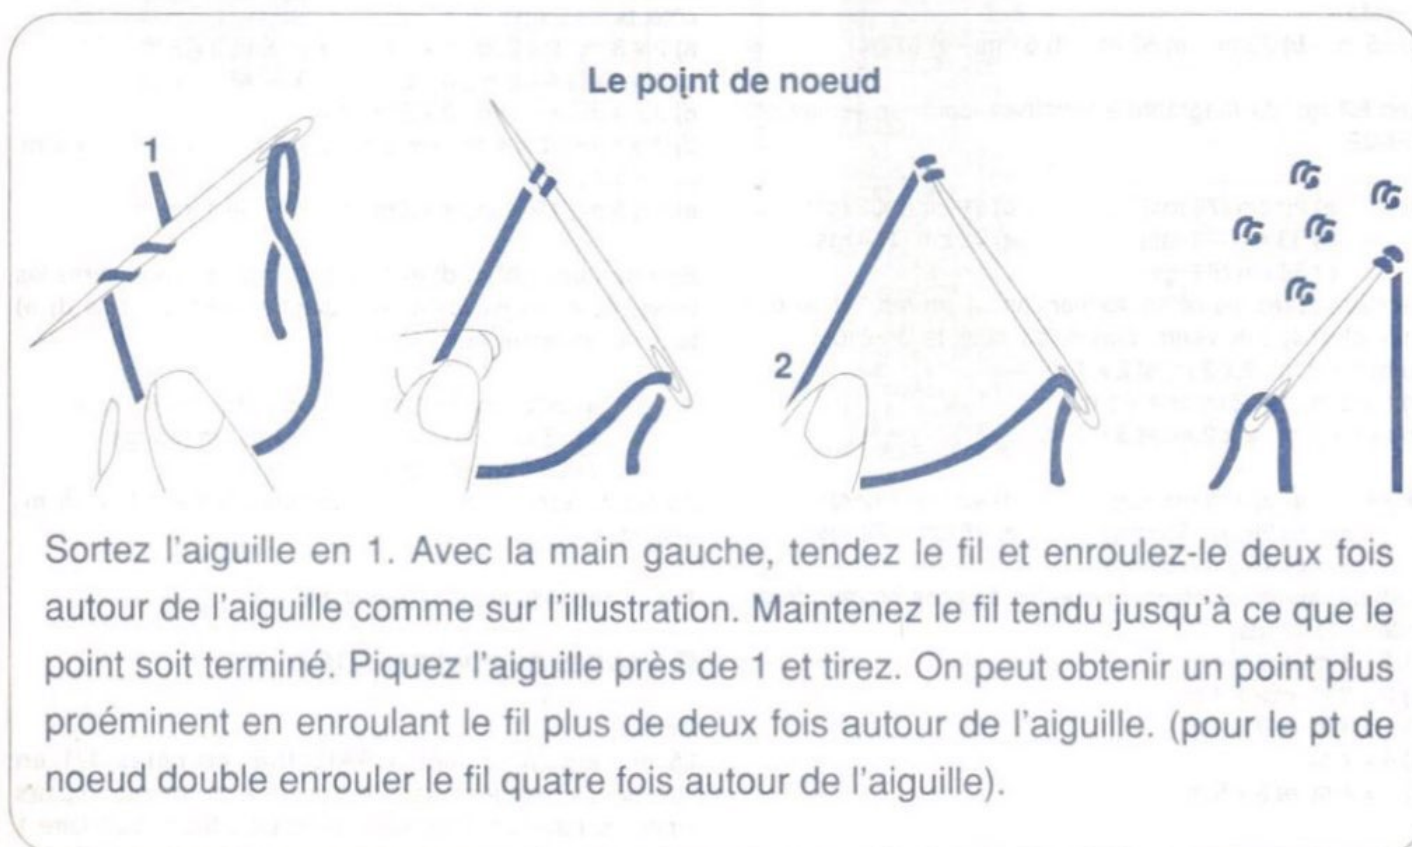 Le point de noeud
1
2
Sortez l'aiguille en 1. Avec la main gauche, tendez le fil et enroulez-le deux fois
autour de l'aiguille comme sur l'illustration. Maintenez le fil tendu jusqu'à ce que le
point soit terminé. Piquez l'aiguille près de 1 et tirez. On peut obtenir un point plus
proéminent en enroulant le fil plus de deux fois autour de l'aiguille. (pour le pt de
noeud double enrouler le fil quatre fois autour de l'aiguille).